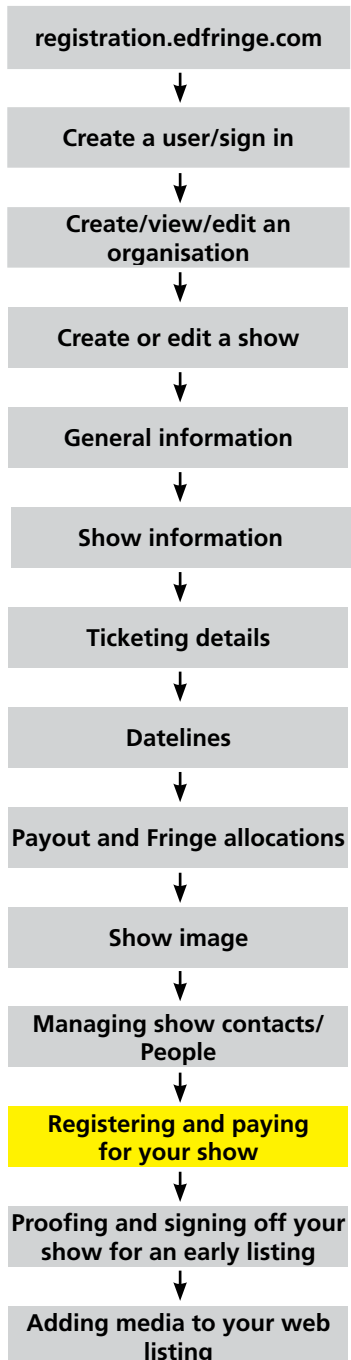 registration.edfringe.com
Create a user/sign in
Create/view/edit an
organisation
Create or edit a show
General information
Show information
Ticketing details
Datelines
Payout and Fringe allocations
Show image
Managing show contacts/
People
Registering and paying
for your show
Proofing and signing off your
show for an early listing
Adding media to your web
listing